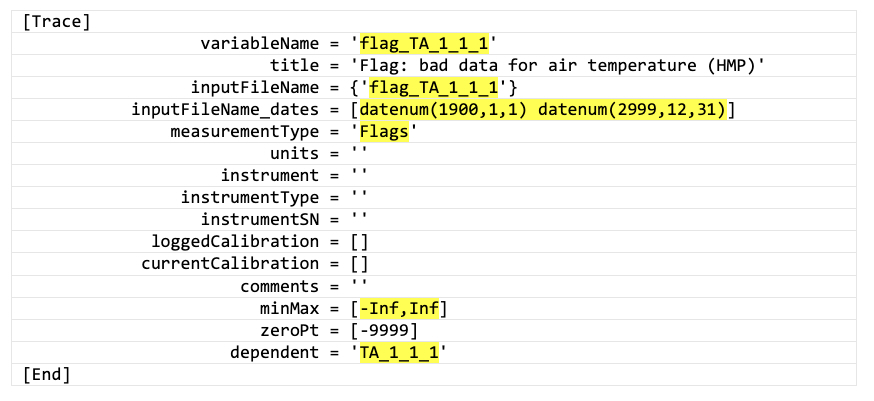 [Trace]
variableName = 'flag_TA_1_1_1'
title = 'Flag: bad data for air temperature (HMP)'
inputFileName = {'flag_TA_1_1_1'}
inputFileName_dates = [datenum(1900,1,1) datenum(2999,12,31)]
measurementType = 'Flags'
units = ''
instrument = ''
instrumentType = ''
instrumentSN = ''
loggedCalibration = []
currentCalibration = []
comments = ''
minMax = [-Inf,Inf]
zeroPt = [-9999]
dependent = 'TA_1_1_1'
[End]